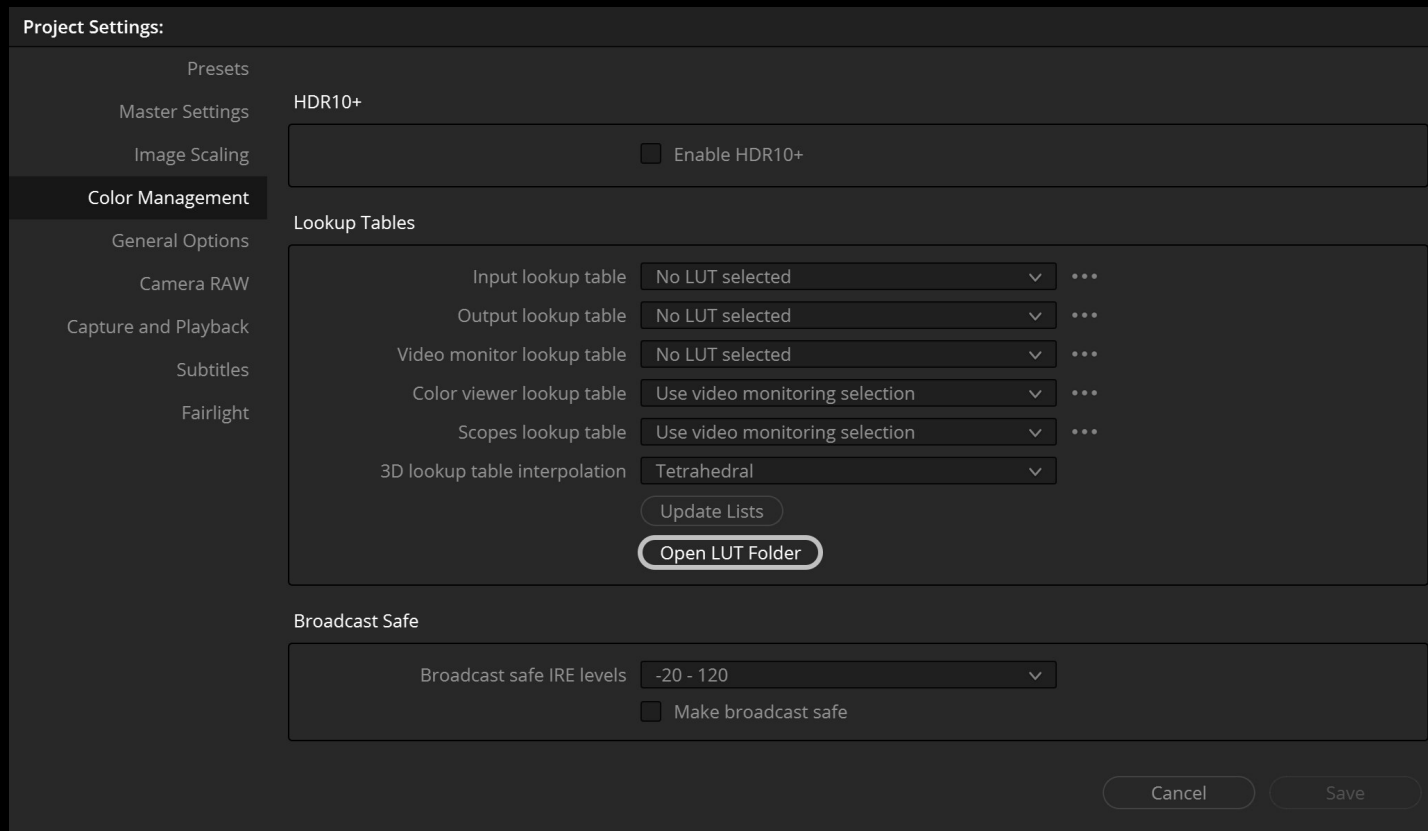 Project Settings:
Presets
Master Settings
Image Scaling
Color Management
General Options
Camera RAW
Capture and Playback
Subtitles
Fairlight
HDR10+
Enable HDR10+
Lookup Tables
Input lookup table No LUT selected
Output lookup table No LUT selected
Video monitor lookup table No LUT selected
Color viewer lookup table Use video monitoring selection
Scopes lookup table Use video monitoring selection
3D lookup table interpolation Tetrahedral
Update Lists
Open LUT Folder
Broadcast Safe
Broadcast safe IRE levels -20 - 120
Make broadcast safe
Cancel Save